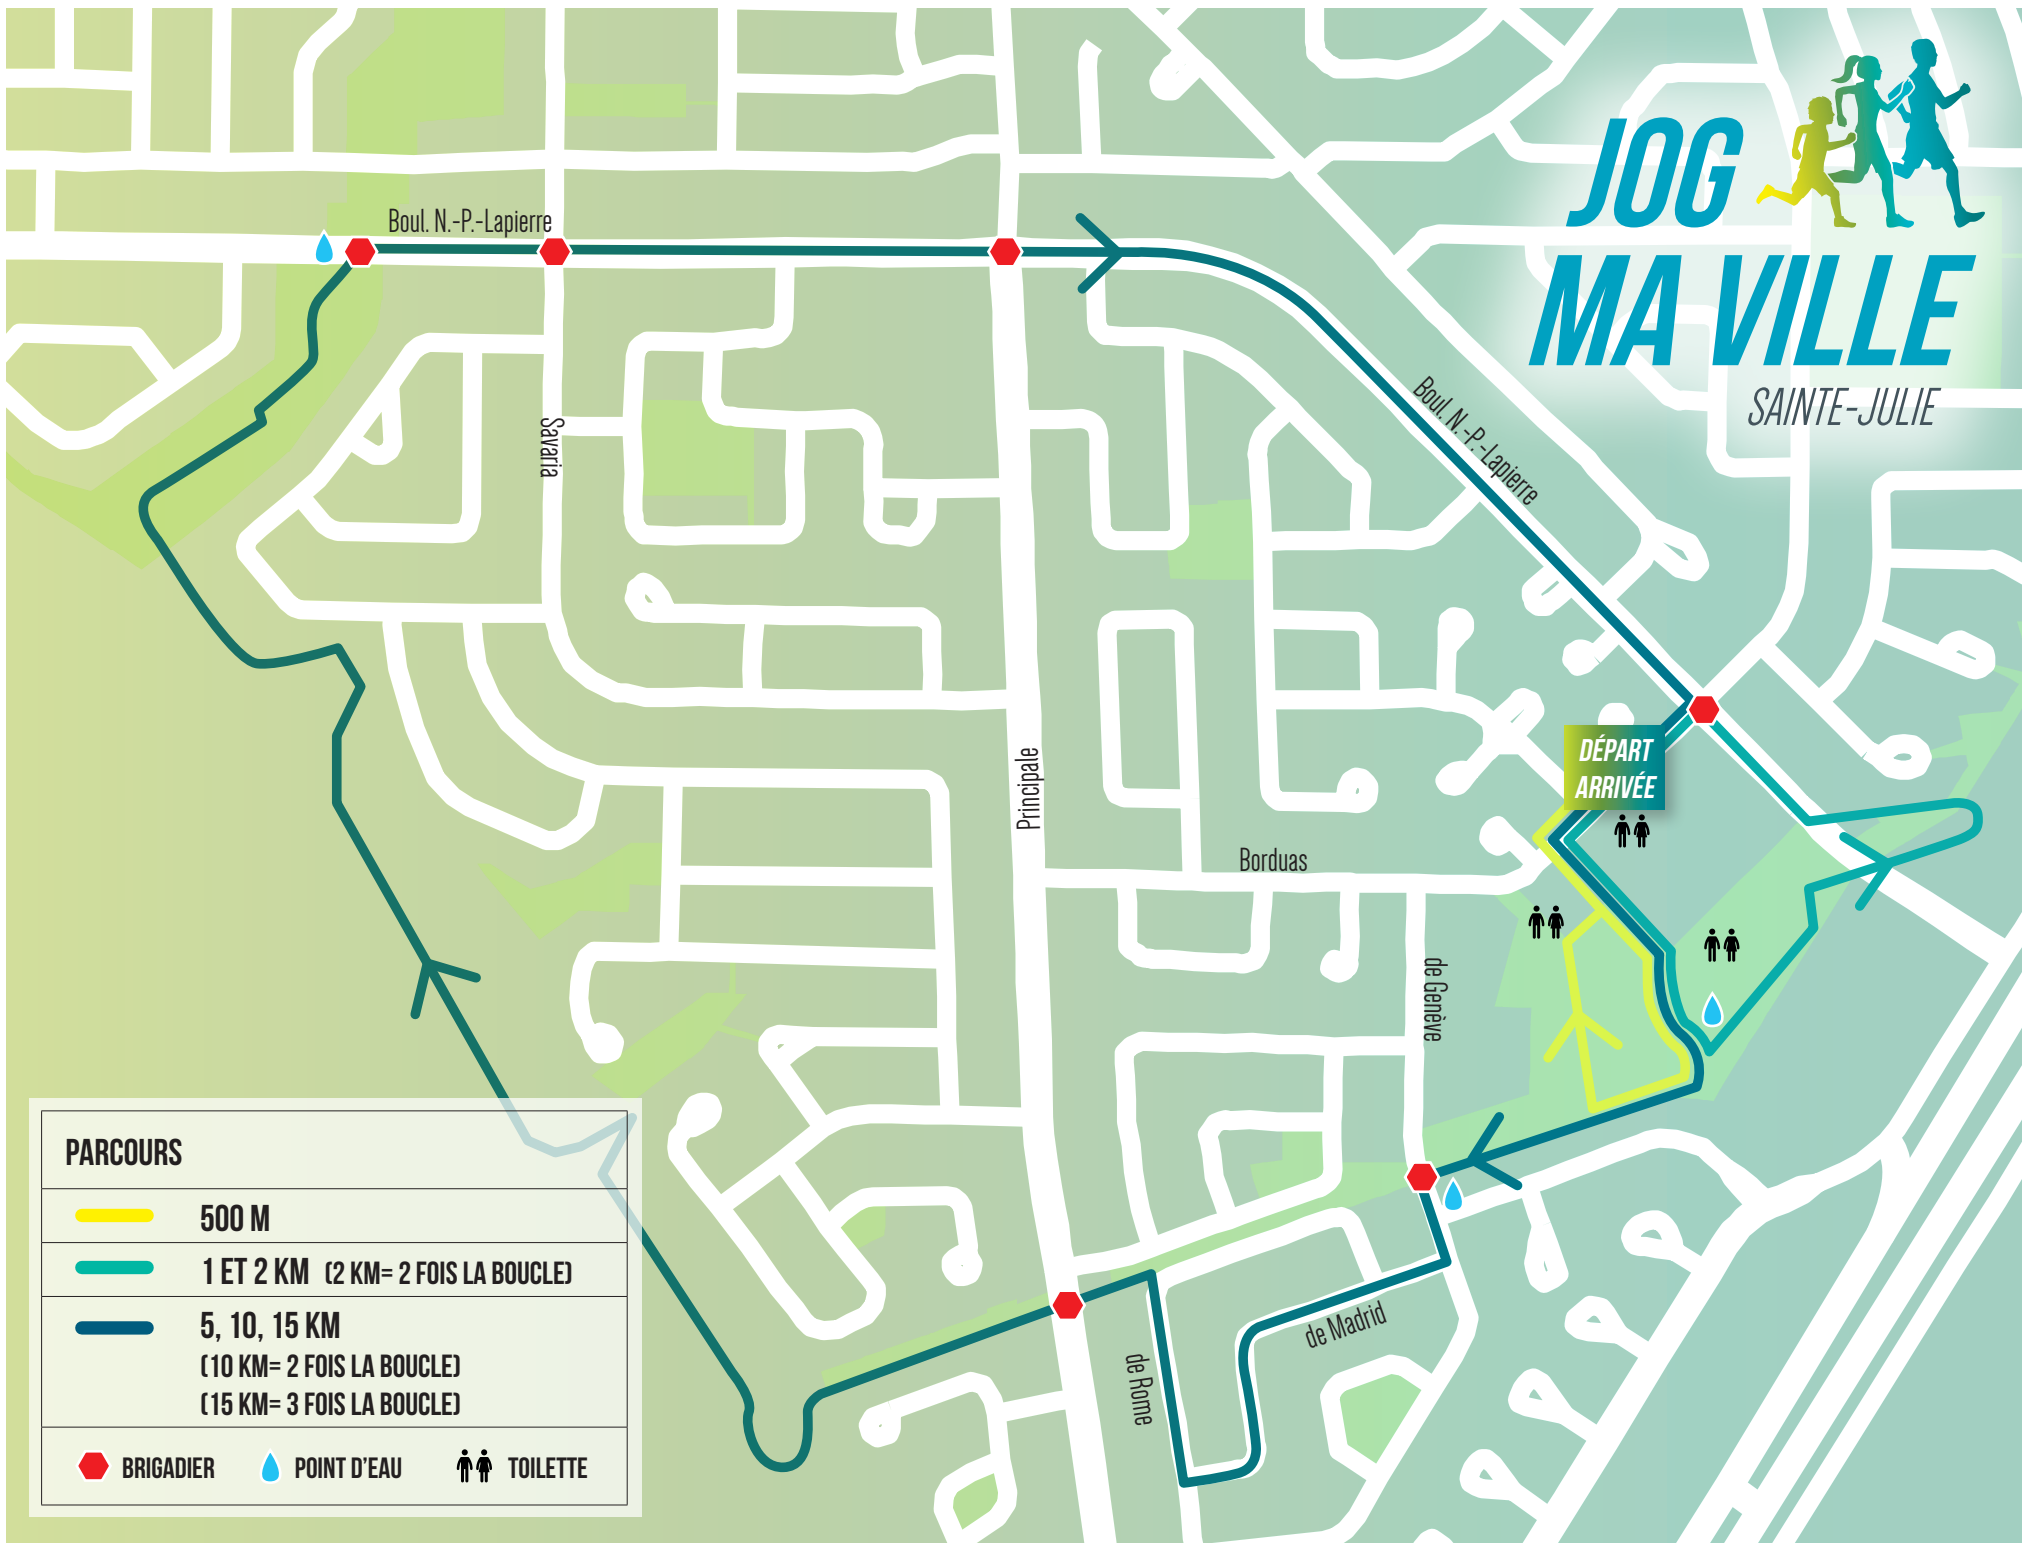 JOG
MA VILLE
SAINTE-JULIE
Boul. N.-P.-Lapierre
Boul. N.-P.-Lapierre
Savaria
Principale
DÉPART
ARRIVÉE
Borduas
de Genève
de Madrid
de Rome
PARCOURS
500 M
1 ET 2 KM (2 KM= 2 FOIS LA BOUCLE)
5, 10, 15 KM
(10 KM= 2 FOIS LA BOUCLE)
(15 KM= 3 FOIS LA BOUCLE)
BRIGADIER POINT D'EAU TOILETTE